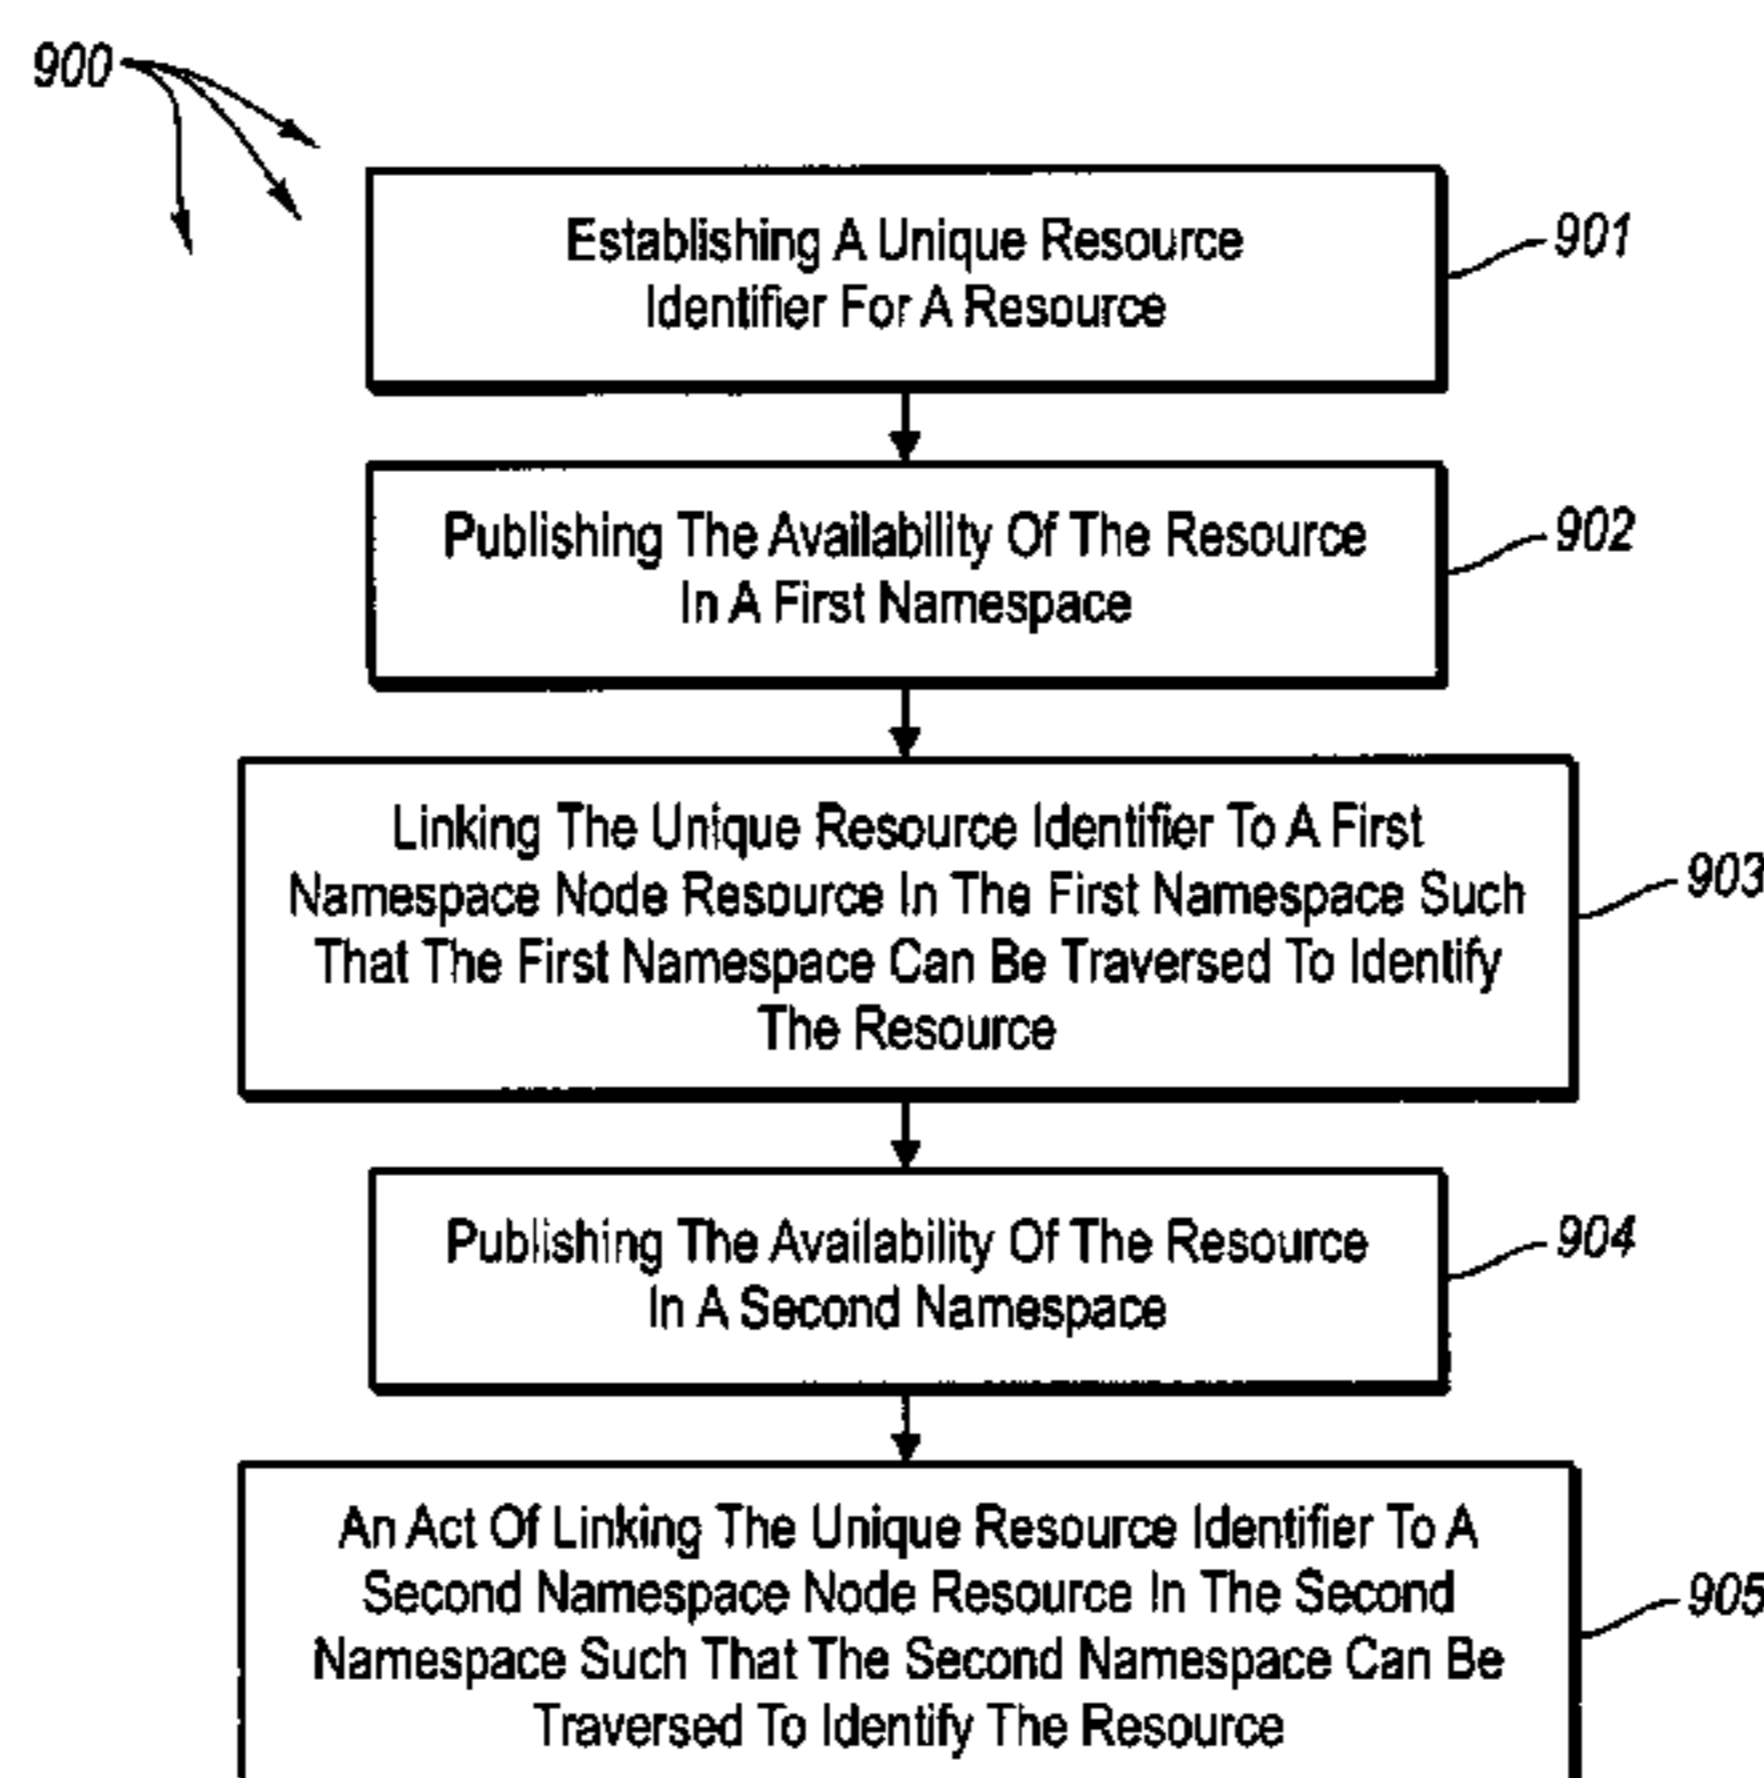 900
Establishing A Unique Resource
Identifier For A Resource
901
Publishing The Availability Of The Resource
In A First Namespace
902
Linking The Unique Resource Identifier To A First
Namespace Node Resource In The First Namespace Such
That The First Namespace Can Be Traversed To Identify
The Resource
903
Publishing The Availability Of The Resource
In A Second Namespace
904
An Act Of Linking The Unique Resource Identifier To A
Second Namespace Node Resource In The Second
Namespace Such That The Second Namespace Can Be
Traversed To Identify The Resource
905